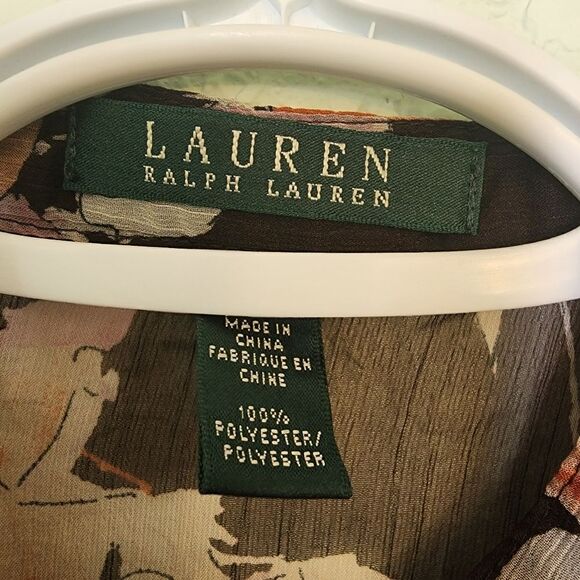 LAUREN
RALPH LAUREN
MADE IN
CHINA
FABRIQUE EN
CHINE
100%
POLYESTER/
POLYESTER